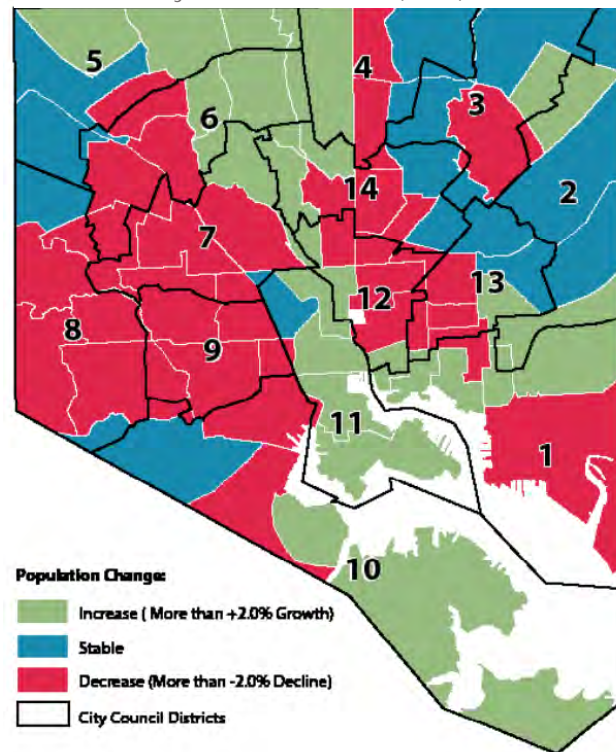 5
4
3
6
2
14
7
13
12
8
9
11
1
10
Population Change:
Increase ( More than +2.0% Growth)
Stable
Decrease (More than -2.0% Decline)
City Council Districts